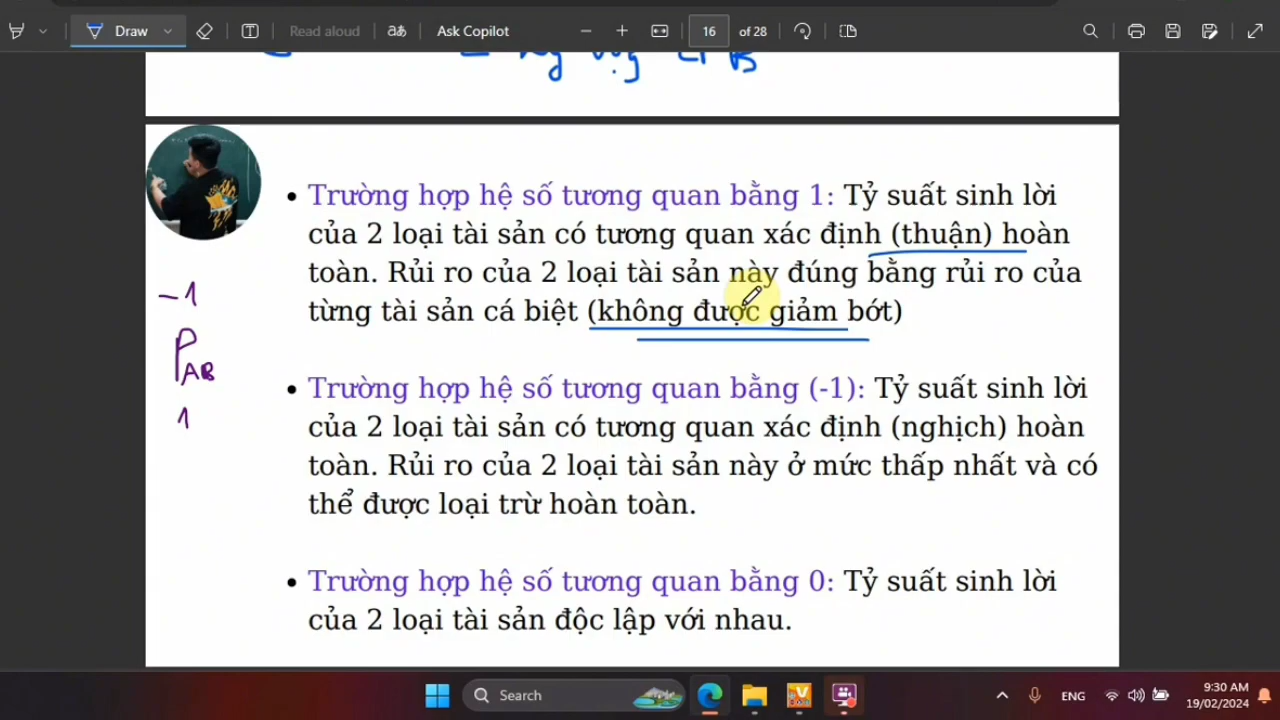 Draw
Read aloud
aあ
Ask Copilot
16
of 28
B
Trường hợp hệ số tương quan bằng 1: Tỷ suất sinh lời
của 2 loại tài sản có tương quan xác định (thuận) hoàn
toàn. Rủi ro của 2 loại tài sản này đúng bằng rủi ro của
từng tài sản cá biệt (không được giảm bớt)
-1
P AB
1
Trường hợp hệ số tương quan bằng (-1): Tỷ suất sinh lời
của 2 loại tài sản có tương quan xác định (nghịch) hoàn
toàn. Rủi ro của 2 loại tài sản này ở mức thấp nhất và có
thể được loại trừ hoàn toàn.
Trường hợp hệ số tương quan bằng 0: Tỷ suất sinh lời
của 2 loại tài sản độc lập với nhau.
Search
ENG
9:30 AM
19/02/2024